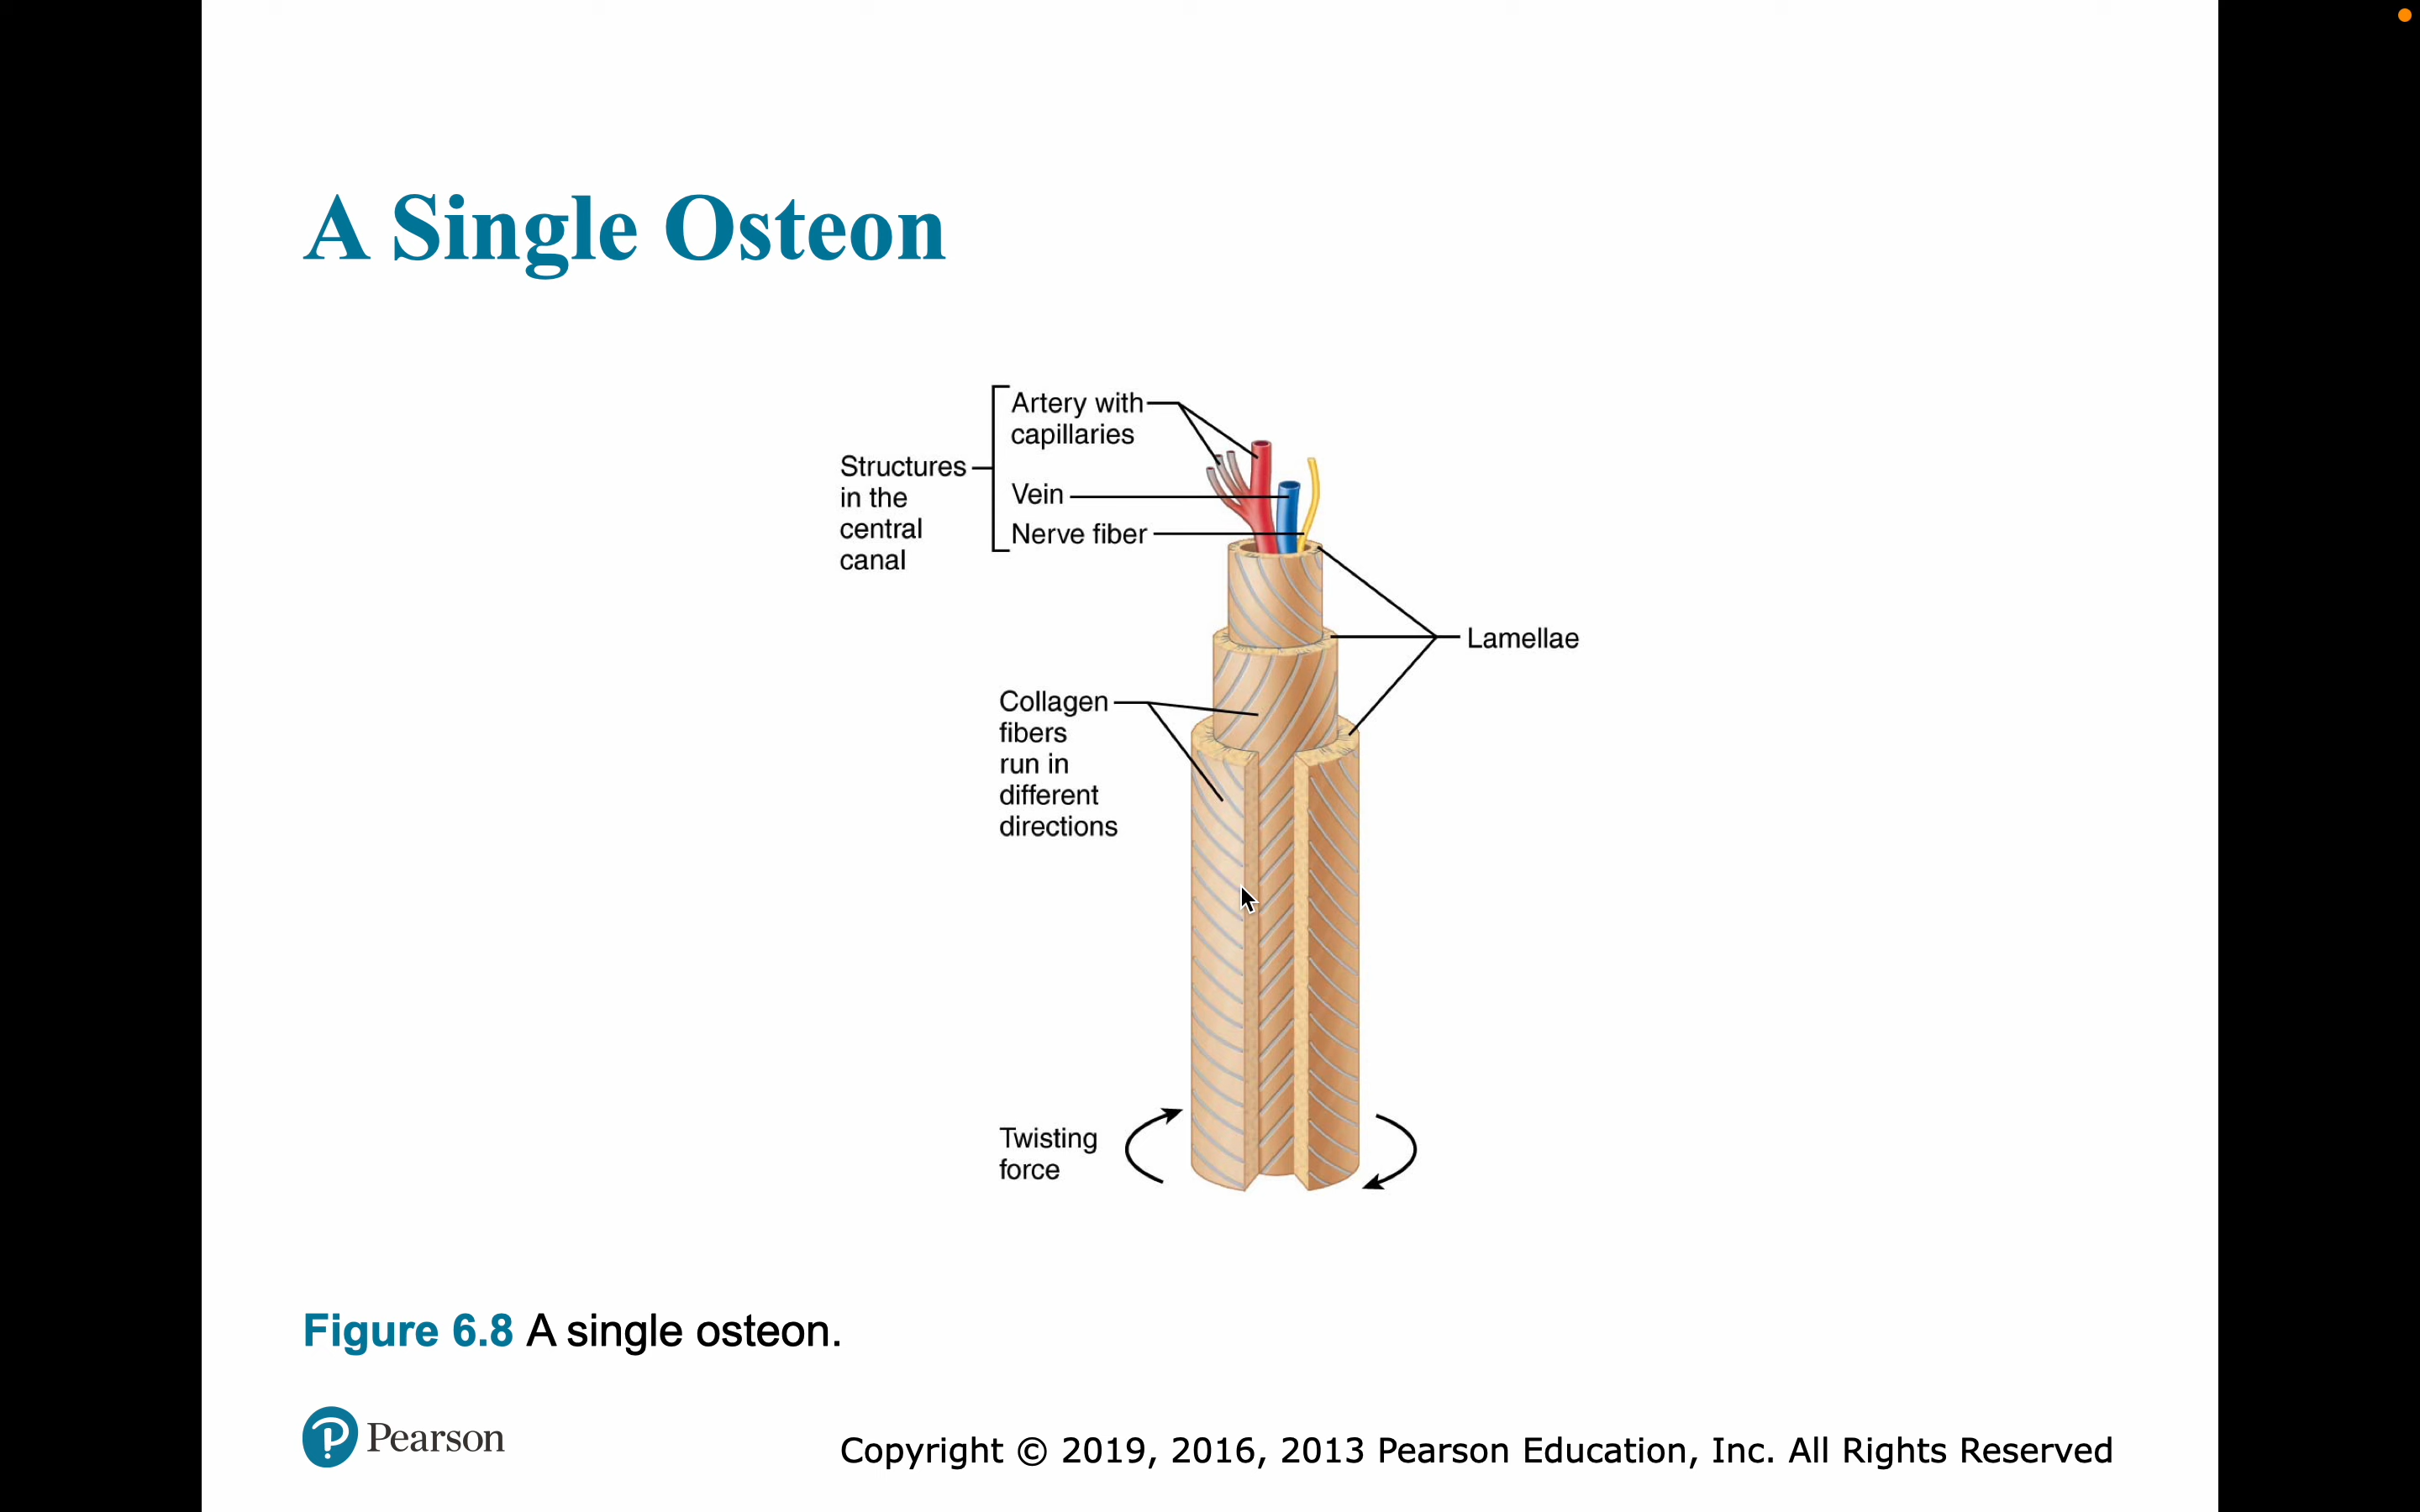 A Single Osteon
Artery with
capillaries
Structures
in the
central
canal
Vein
Nerve fiber
Lamellae
Collagen
fibers
run in
different
directions
Twisting
force
Figure 6.8 A single osteon.
Pearson
Copyright © 2019, 2016, 2013 Pearson Education, Inc. All Rights Reserved